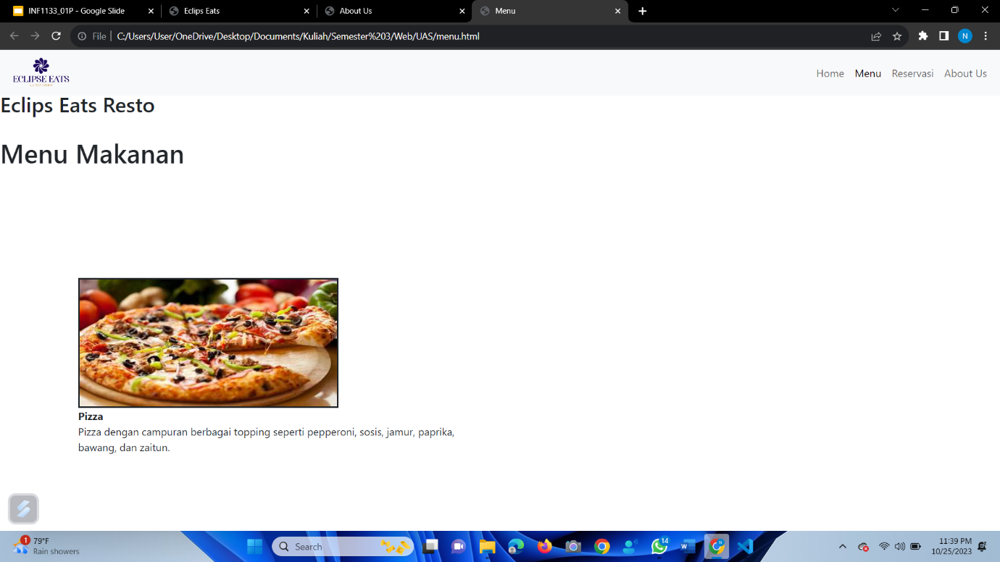 INF1133_01P - Google Slide
Eclips Eats
About Us
Menu
File
C:/Users/User/OneDrive/Desktop/Documents/Kuliah/Semester%203/Web/UAS/menu.html
N
ECLIPSE EATS
Home
Menu
Reservasi
About Us
Eclips Eats Resto
Menu Makanan
Pizza
Pizza dengan campuran berbagai topping seperti pepperoni, sosis, jamur, paprika,
bawang, dan zaitun.
1
79°F
Rain showers
Search
14
11:39 PM
10/25/2023